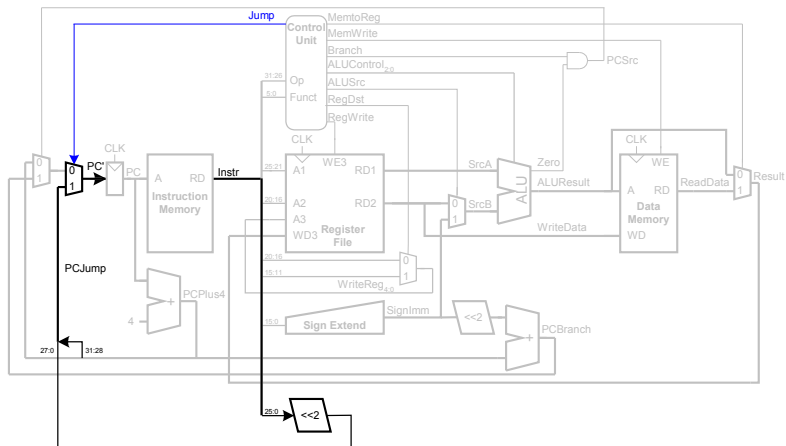 Jump
Control
Unit
MemtoReg
MemWrite
Branch
ALUControl2:0
ALUSrc
RegDst
RegWrite
PCSrc
31:26
Op
5:0
Funct
CLK
CLK
CLK
0
1
0
1
PC'
PC
A
RD
Instruction
Memory
Instr
25:21
A1
WE3
RD1
20:16
A2
RD2
A3
WD3
Register
File
SrcA
0
1
SrcB
ALU
Zero
ALUResult
A
RD
WE
Data
Memory
WD
ReadData
WriteData
0
1
Result
20:16
0
15:11
1
WriteReg4:0
PCJump
PCPlus4
+
4
SignImm
15:0
Sign Extend
<<2
+
PCBranch
27:0
31:28
25:0
<<2